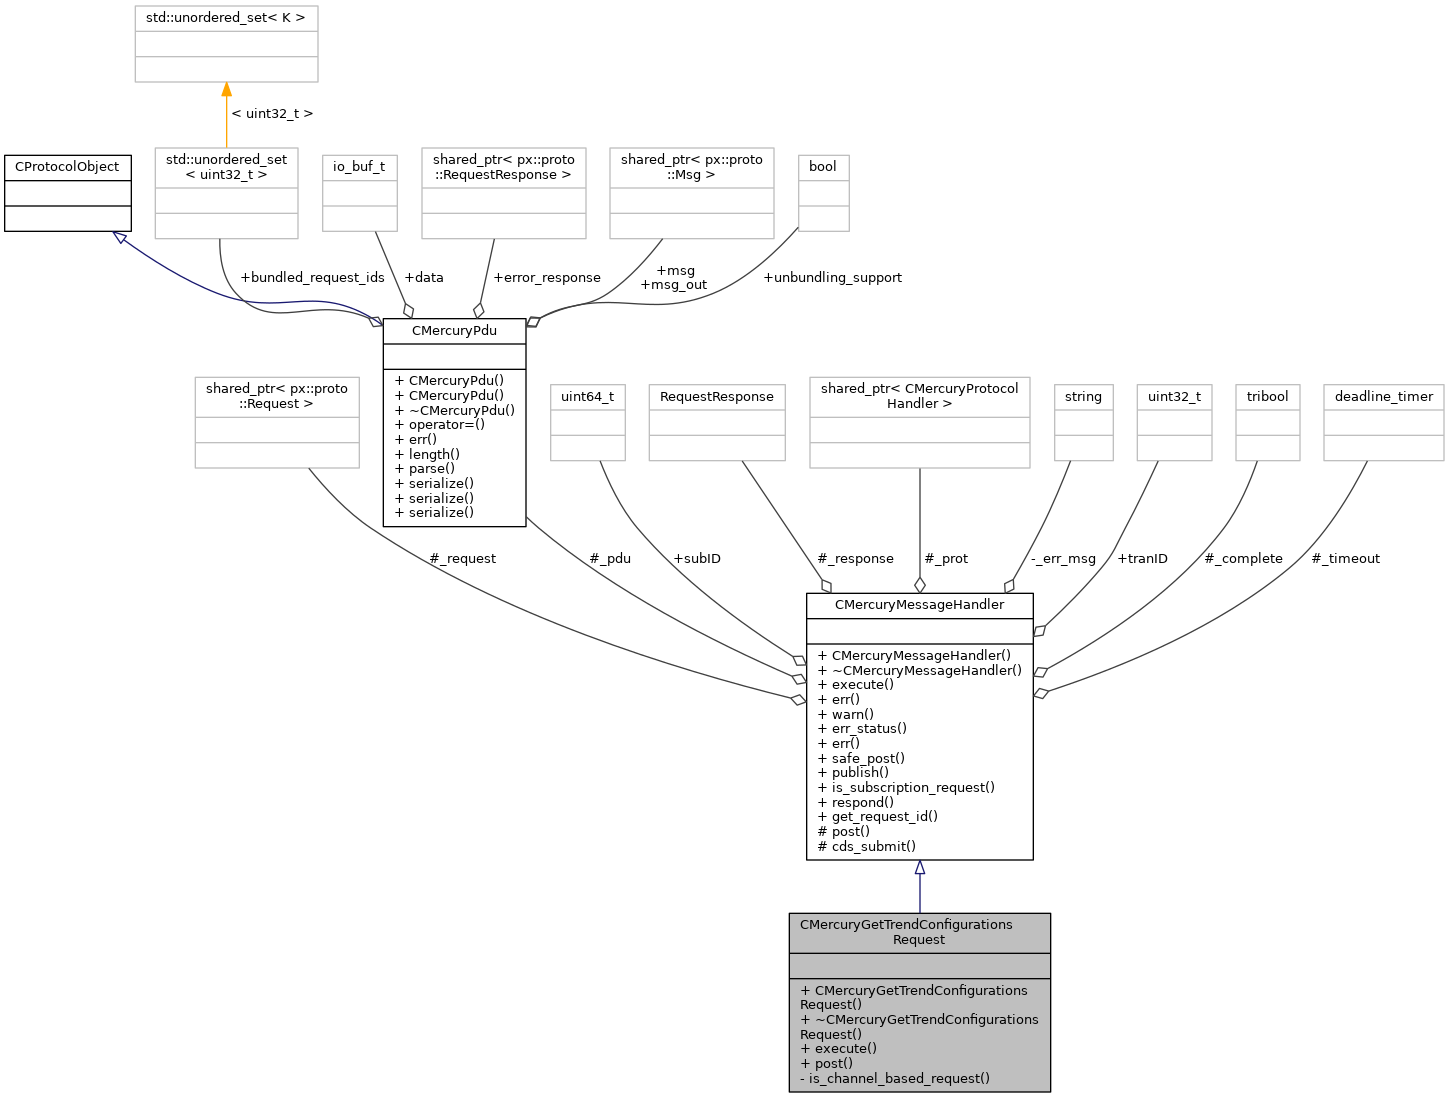 std::unordered_set< K >
< uint32_t >
CProtocolObject
std::unordered_set
< uint32_t >
io_buf_t
shared_ptr< px::proto
::RequestResponse >
shared_ptr< px::proto
::Msg >
bool
+bundled_request_ids
+data
+error_response
+msg
+msg_out
+unbundling_support
CMercuryPdu
+ CMercuryPdu()
+ CMercuryPdu()
+ ~CMercuryPdu()
+ operator=()
+ err()
+ length()
+ parse()
+ serialize()
+ serialize()
+ serialize()
shared_ptr< px::proto
::Request >
uint64_t
RequestResponse
shared_ptr< CMercuryProtocol
Handler >
string
uint32_t
tribool
deadline_timer
#_request
#_pdu
+subID
#_response
#_prot
-_err_msg
+tranID
#_complete
#_timeout
CMercuryMessageHandler
+ CMercuryMessageHandler()
+ ~CMercuryMessageHandler()
+ execute()
+ err()
+ warn()
+ err_status()
+ err()
+ safe_post()
+ publish()
+ is_subscription_request()
+ respond()
+ get_request_id()
# post()
# cds_submit()
CMercuryGetTrendConfigurations
Request
+ CMercuryGetTrendConfigurations
Request()
+ ~CMercuryGetTrendConfigurations
Request()
+ execute()
+ post()
- is_channel_based_request()